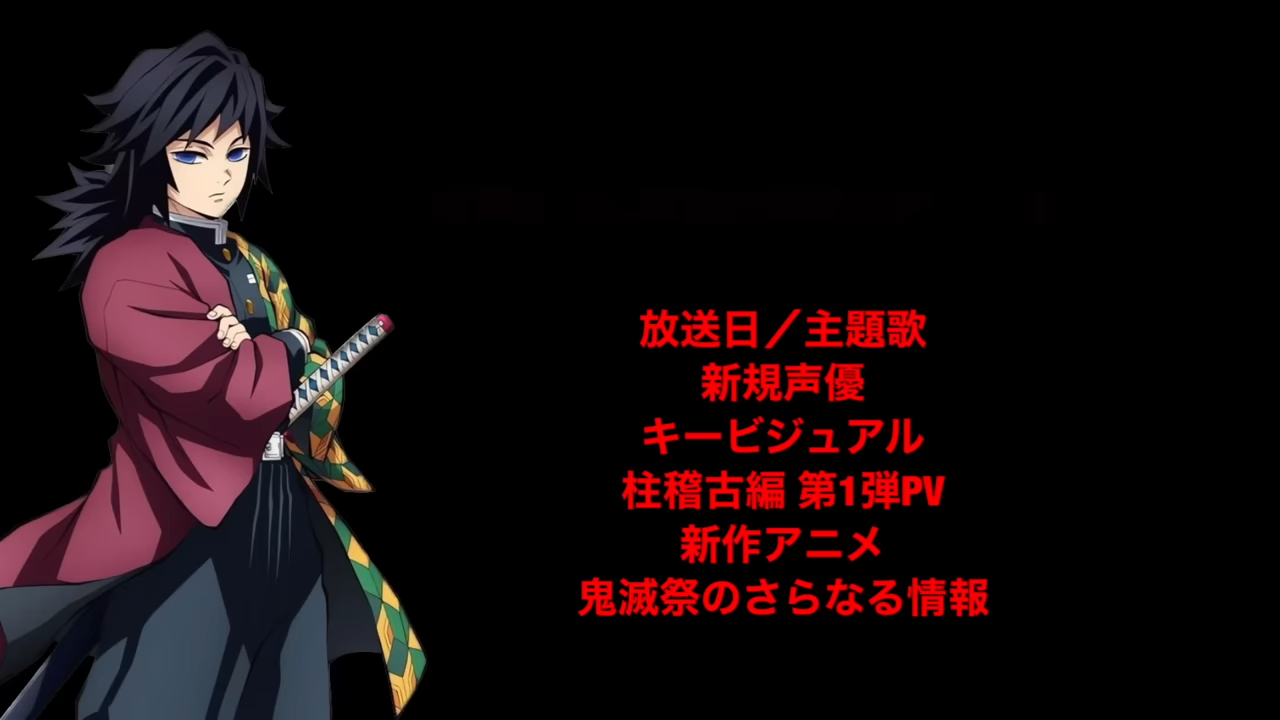 放送日／主題歌
新規声優
キービジュアル
柱稽古編 第1弾PV
新作アニメ
鬼滅祭のさらなる情報